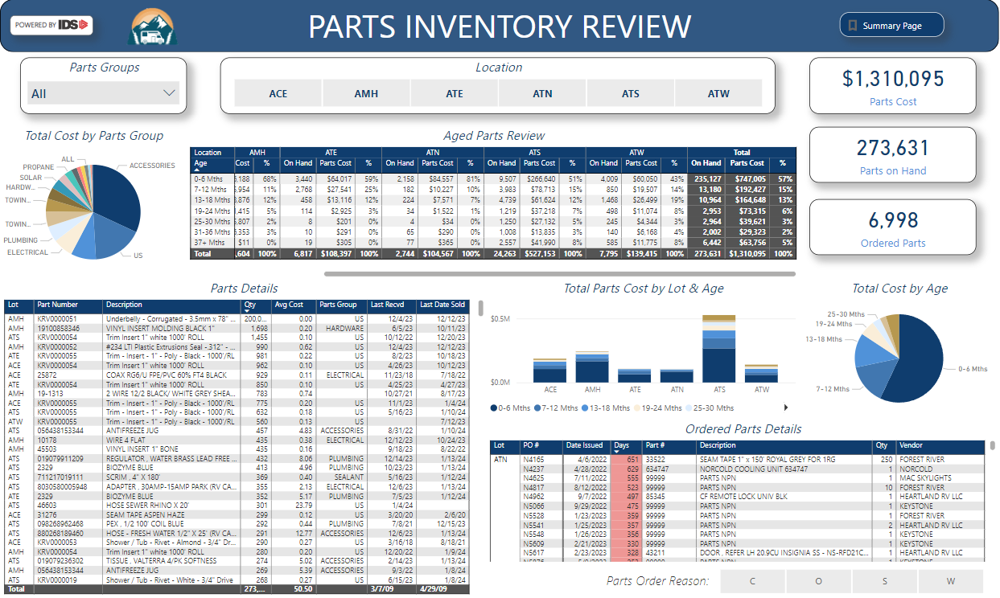 POWERED BY IDS
PARTS INVENTORY REVIEW
Summary Page
Parts Groups
All
Location
ACE AMH ATE ATN ATS ATW
$1,310,095
Parts Cost
273,631
Parts on Hand
6,998
Ordered Parts
Total Cost by Parts Group
ALL
PROPANE
SOLAR
HARDW...
TOWIN...
TOWIN...
PLUMBING
ELECTRICAL
ACCESSORIES
US
Aged Parts Review
Location AMH ATE ATN ATS ATW Total
Age Cost % On Hand Parts Cost % On Hand Parts Cost % On Hand Parts Cost % On Hand Parts Cost % On Hand Parts Cost %
0-6 Mths 5,188 68% 3,440 $64,017 59% 2,158 $84,557 81% 9,507 $266,640 51% 4,009 $60,050 43% 235,127 $747,005 57%
7-12 Mths 5,954 11% 2,768 $27,541 25% 182 $10,227 10% 3,983 $78,713 15% 850 $19,507 14% 13,180 $192,427 15%
13-18 Mths 3,876 12% 458 $13,116 12% 224 $7,571 7% 4,739 $61,624 12% 1,468 $26,499 19% 10,964 $164,648 13%
19-24 Mths ,415 5% 114 $2,925 3% 34 $1,522 1% 1,219 $37,218 7% 498 $11,074 8% 2,953 $73,315 6%
25-30 Mths 5,807 2% 8 $201 0% 4 $34 0% 1,250 $27,132 5% 245 $4,344 3% 2,964 $39,621 3%
31-36 Mths 5,353 3% 10 $291 0% 65 $290 0% 1,008 $13,835 3% 140 $6,168 4% 2,002 $29,323 2%
37+ Mths $11 0% 19 $305 0% 77 $365 0% 2,557 $41,990 8% 585 $11,775 8% 6,442 $63,756 5%
Total ,604 100% 6,817 $108,397 100% 2,744 $104,567 100% 24,263 $527,153 100% 7,795 $139,415 100% 273,631 $1,310,095 100%
Parts Details
Lot Part Number Description Qty Avg Cost Parts Group Last Recvd Last Date Sold
AMH KRV0000051 Underbelly - Corrugated - 3.5mm x 78" ... 200,0... 0.00 US 12/4/23 12/12/23
AMH 19100858346 VINYL INSERT MOLDING BLACK 1" 1,698 0.20 HARDWARE 6/5/23 10/11/23
ATS KRV0000054 Trim Insert 1" white 1000' ROLL 1,455 0.10 US 10/12/22 12/20/23
AMH KRV0000052 #234 LTI Plastic Extrusions Seal -.312" - ... 990 0.62 US 12/4/23 12/12/23
ATE KRV0000055 Trim - Insert - 1" - Poly - Black - 1000'/RL 981 0.22 US 8/2/23 10/18/23
ACE KRV0000054 Trim Insert 1" white 1000' ROLL 962 0.10 US 4/26/23 10/12/23
ACE 25872 COAX RG6/U FPE/PVC 60% FT4 BLACK 929 0.11 ELECTRICAL 11/23/18 7/18/22
ATE KRV0000054 Trim Insert 1" white 1000' ROLL 850 0.10 US 4/25/23 4/27/23
AMH 19-1313 2 WIRE 12/2 BLACK/ WHITE GREY SHEA... 783 0.74 10/27/21 8/17/23
ACE KRV0000055 Trim - Insert - 1" - Poly - Black - 1000'/RL 775 0.20 US 11/1/23 1/4/24
ATS KRV0000055 Trim - Insert - 1" - Poly - Black - 1000'/RL 632 0.18 US 5/16/23 1/10/24
ATW KRV0000055 Trim - Insert - 1" - Poly - Black - 1000'/RL 560 0.13 US 7/12/23
ATS 056438153344 ANTIFREEZE JUG 457 4.83 ACCESSORIES 8/31/22 1/10/24
AMH 10178 WIRE 4 FLAT 435 0.38 ELECTRICAL 12/12/23 10/24/23
AMH 45503 VINYL INSERT 1" BONE 435 0.16 US 9/18/23 8/22/22
ATS 019079911209 REGULATOR , WATER BRASS LEAD FREE ... 432 8.06 PLUMBING 12/14/23 1/13/24
ATS 2329 BIOZYME BLUE 413 4.96 PLUMBING 10/23/23 1/13/24
ATS 711217019111 SCRIM , 4" X 180' 369 0.40 SEALANT 5/16/23 1/12/24
ATS 8030580005948 ADAPTER , 30AMP-15AMP PARK (RV CA... 355 2.13 ELECTRICAL 12/6/23 1/13/24
ATE 2329 BIOZYME BLUE 352 5.17 PLUMBING 7/5/23 1/12/24
ATS 46603 HOSE SEWER RHINO X 20' 301 23.79 US 1/4/24
ACE 31276 SEAM TAPE ASPEN HAZE 299 0.12 US 3/20/20 2/6/20
ATS 098268962468 PEX , 1/2 100' COIL BLUE 292 0.44 PLUMBING 7/8/21 12/15/23
ATS 880268189460 HOSE - FRESH WATER 1/2" X 25' (RV CA... 291 12.77 ACCESSORIES 12/6/23 1/13/24
ACE KRV0000053 Shower / Tub - Rivet - Almond - 3/4" Dr... 290 0.27 US 3/16/18 8/18/21
AMH KRV0000054 Trim Insert 1" white 1000' ROLL 280 0.20 US 12/20/22 1/9/24
ATS 019079236302 TISSUE , VALTERRA 4/PK SOFTNESS 274 5.02 ACCESSORIES 2/14/23 1/13/24
AMH 056438153344 ANTIFREEZE JUG 269 5.39 ACCESSORIES 9/3/22 1/8/24
ATS KRV0000019 Shower / Tub - Rivet - White - 3/4" Drive 268 0.27 US 6/15/23 1/8/24
Total 273,... 50.50 3/7/09 4/29/09
Total Parts Cost by Lot & Age
$0.5M
$0.0M
ACE AMH ATE ATN ATS ATW
0-6 Mths 7-12 Mths 13-18 Mths 19-24 Mths 25-30 Mths
Total Cost by Age
25-30 Mths
19-24 Mths
13-18 Mths
7-12 Mths
0-6 Mths
Ordered Parts Details
Lot PO # Date Issued Days Part # Description Qty Vendor
ATN N4165 4/6/2022 651 33522 SEAM TAPE 1" x 150' ROYAL GREY FOR 1RG 250 FOREST RIVER
N4237 4/28/2022 629 634747 NORCOLD COOLING UNIT 634747 1 NORCOLD
N4625 7/11/2022 555 99999 PARTS NPN 1 MAC SKYLIGHTS
N4817 8/12/2022 523 99999 PARTS NPN 10 FOREST RIVER
N4962 9/7/2022 497 85345 CF REMOTE LOCK UNIV BLK 1 HEARTLAND RV LLC
N5066 9/29/2022 475 99999 PARTS NPN 1 KEYSTONE
N5528 1/23/2023 359 99999 PARTS NPN 1 FOREST RIVER
N5541 1/25/2023 357 99999 PARTS NPN 2 HEARTLAND RV LLC
N5548 1/26/2023 356 99999 PARTS NPN 1 KEYSTONE
N5609 2/21/2023 330 99999 PARTS NPN 1 KEYSTONE
N5617 2/23/2023 328 43211 DOOR , REFER LH 20.9CU INSIGNIA SS - NS-RFD21C... 1 HEARTLAND RV LLC
Parts Order Reason: C O S W